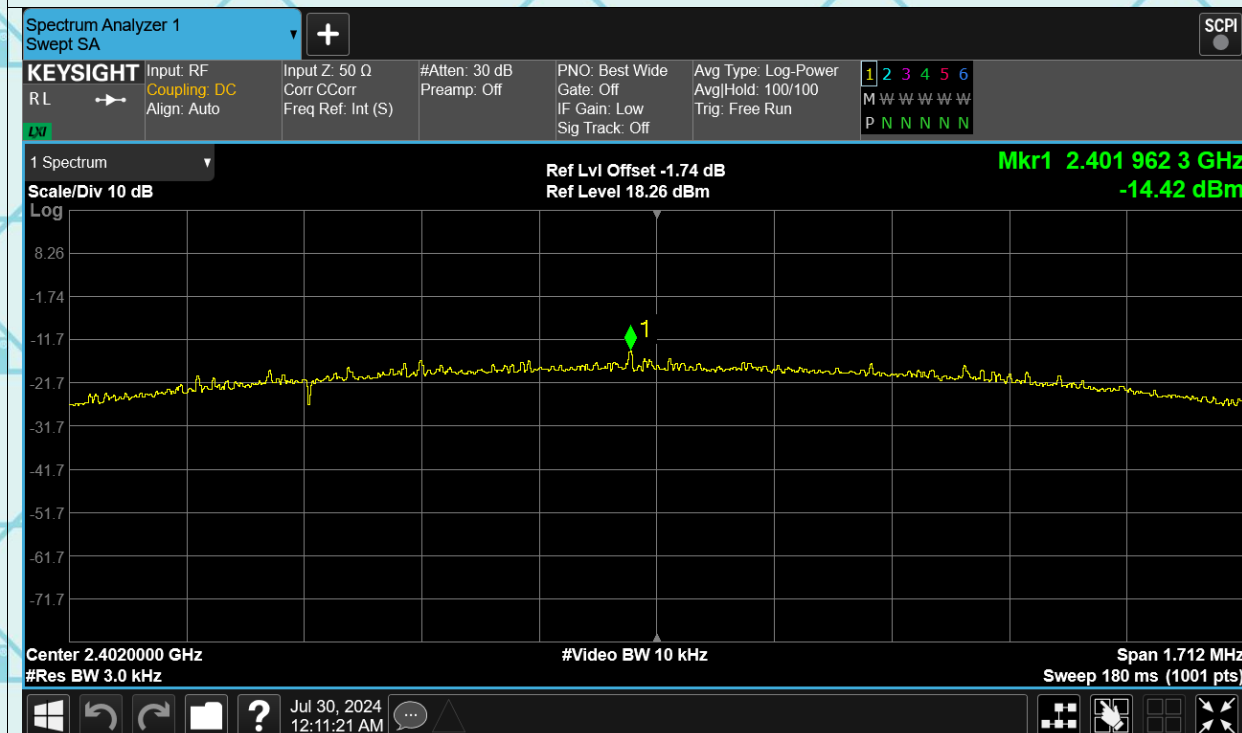 Spectrum Analyzer 1
Swept SA
+
SCPI
KEYSIGHT
R L
LXI
Input: RF
Coupling: DC
Align: Auto
Input Z: 50 Ω
Corr CCorr
Freq Ref: Int (S)
#Atten: 30 dB
Preamp: Off
PNO: Best Wide
Gate: Off
IF Gain: Low
Sig Track: Off
Avg Type: Log-Power
Avg|Hold: 100/100
Trig: Free Run
1 2 3 4 5 6
M W W W W W
P N N N N N
1 Spectrum
Scale/Div 10 dB
Log
Ref Lvl Offset -1.74 dB
Ref Level 18.26 dBm
Mkr1 2.401 962 3 GHz
-14.42 dBm
8.26
-1.74
-11.7
-21.7
-31.7
-41.7
-51.7
-61.7
-71.7
1
Center 2.4020000 GHz
#Res BW 3.0 kHz
#Video BW 10 kHz
Span 1.712 MHz
Sweep 180 ms (1001 pts)
?
Jul 30, 2024
12:11:21 AM